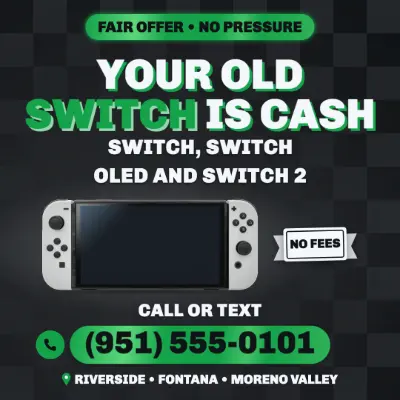 FAIR OFFER • NO PRESSURE
YOUR OLD
SWITCH IS CASH
SWITCH, SWITCH
OLED AND SWITCH 2
NO FEES
CALL OR TEXT
(951) 555-0101
RIVERSIDE • FONTANA • MORENO VALLEY